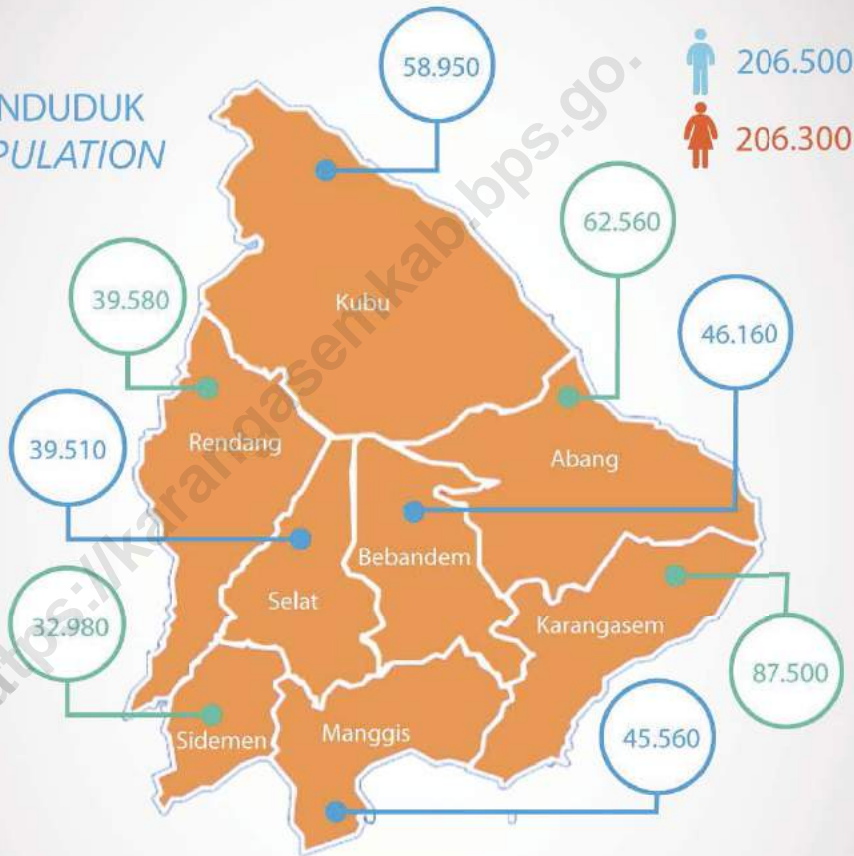 NDUDUK
PULATION
206.500
206.300
58.950
62.560
39.580
46.160
39.510
32.980
87.500
45.560
Kubu
Rendang
Abang
Bebandem
Selat
Karangasem
Sidemen
Manggis
tps://karangasemkab.bps.go.